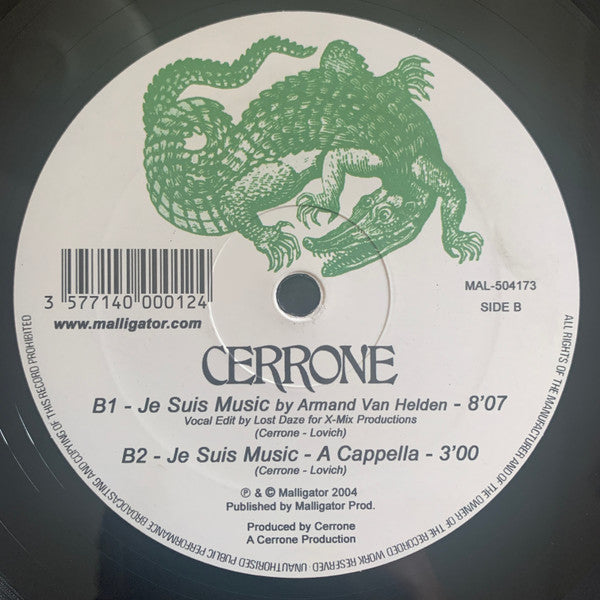 3 577140 000124
www.malligator.com
MAL-504173
SIDE B
CERRONE
B1 - Je Suis Music by Armand Van Helden - 8'07
Vocal Edit by Lost Daze for X-Mix Productions
(Cerrone - Lovich)
B2 - Je Suis Music - A Cappella - 3'00
(Cerrone - Lovich)
℗ & © Malligator 2004
Published by Malligator Prod.
Produced by Cerrone
A Cerrone Production
ALL RIGHTS OF THE MANUFACTURER AND OF THE OWNER OF THE RECORDED WORK RESERVED · UNAUTHORISED PUBLIC PERFORMANCE BROADCASTING AND COPYING OF THIS RECORD PROHIBITED